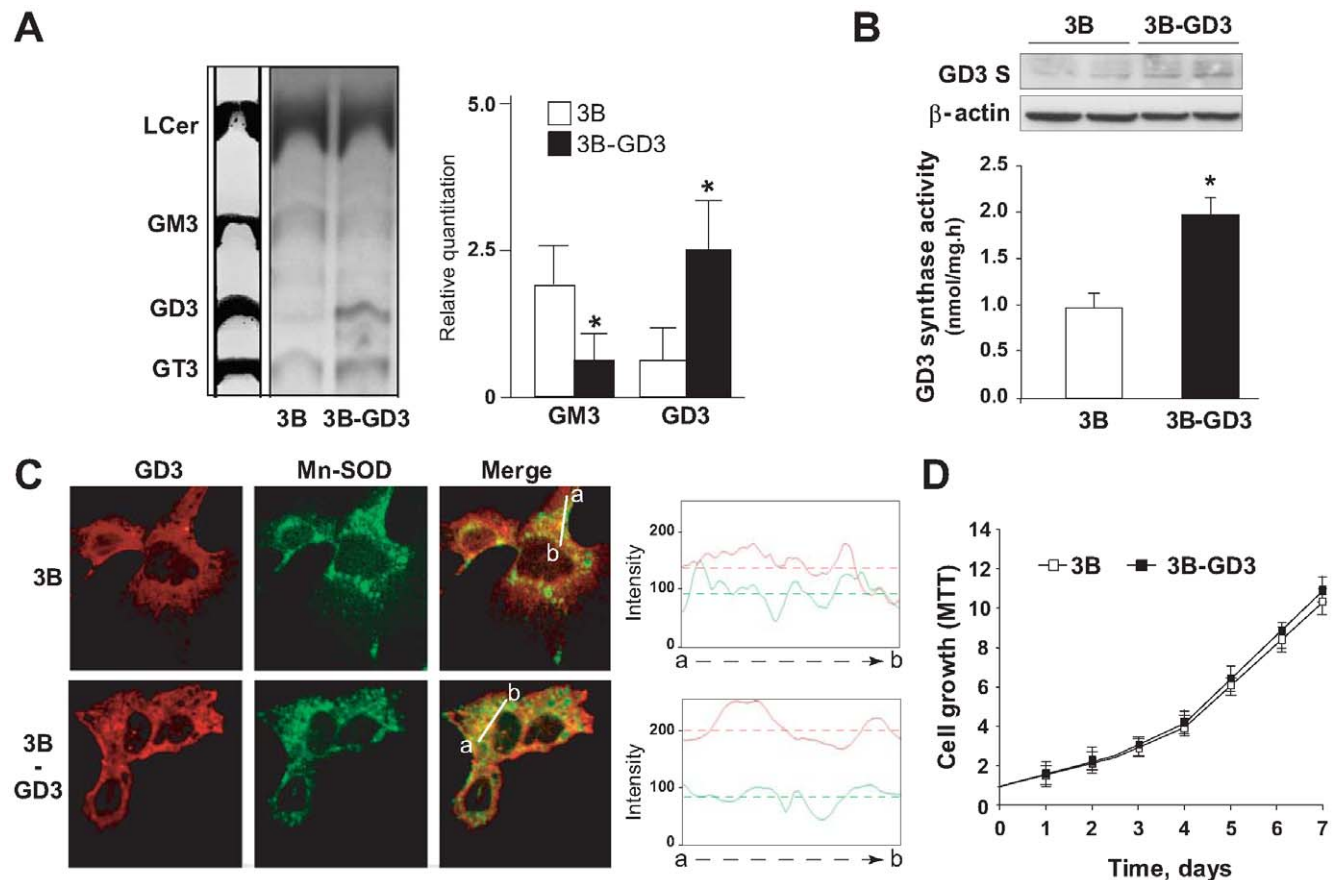 A
LCer
GM3
GD3
GT3
3B 3B-GD3
Relative quantitation
5.0
2.5
0
3B
3B-GD3
*
*
GM3 GD3
B
3B 3B-GD3
GD3 S
β-actin
GD3 synthase activity
(nmol/mg.h)
2.5
2.0
1.0
0.5
0.0
*
3B 3B-GD3
C
GD3 Mn-SOD Merge
3B
a
b
Intensity
200
100
0
a b
3B
-
GD3
b
a
Intensity
200
100
0
a b
D
Cell growth (MTT)
14
12
10
8
6
4
2
0
3B 3B-GD3
0 1 2 3 4 5 6 7
Time, days